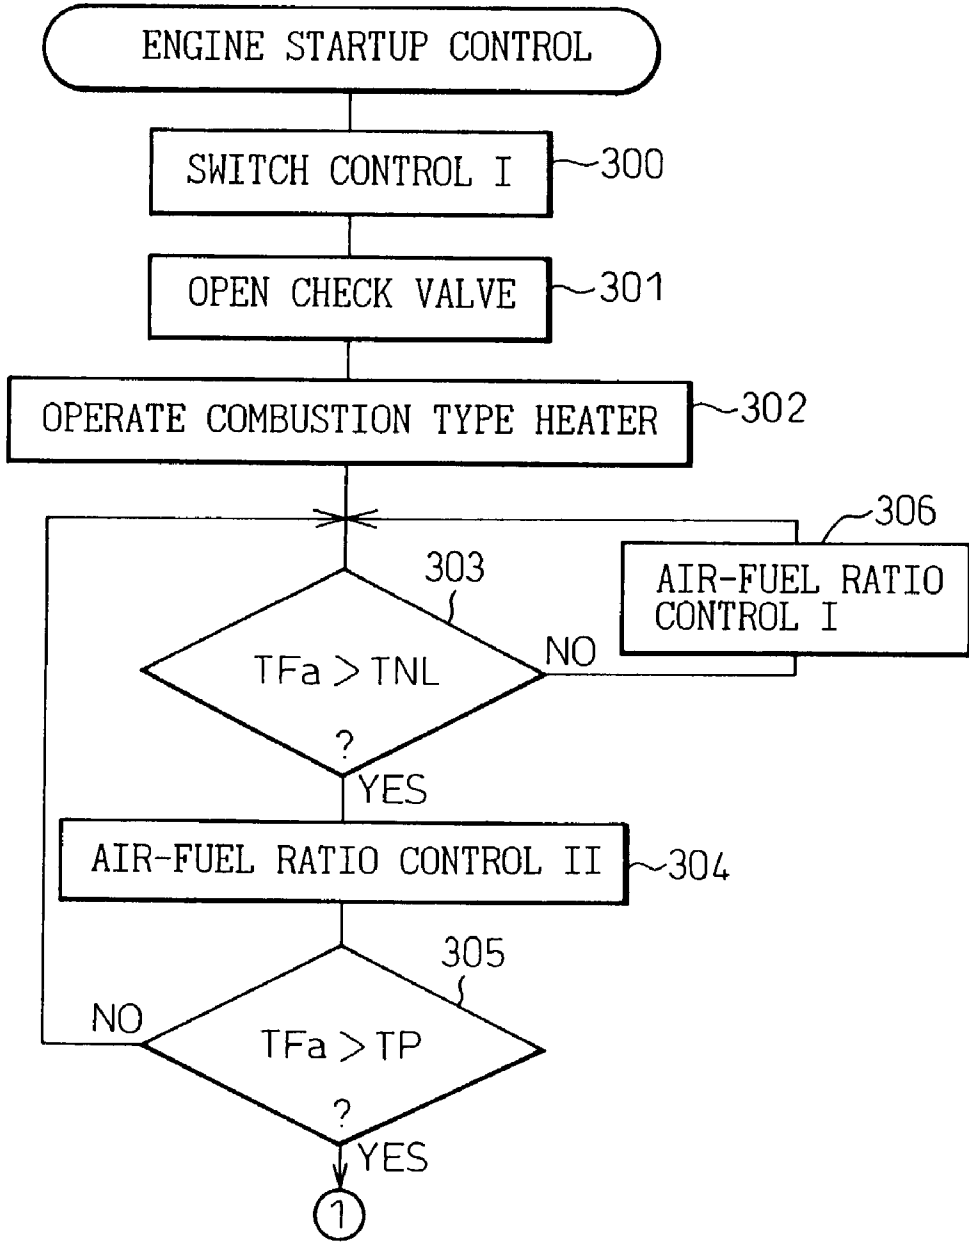 ENGINE STARTUP CONTROL
SWITCH CONTROL I
300
OPEN CHECK VALVE
301
OPERATE COMBUSTION TYPE HEATER
302
306
AIR-FUEL RATIO
CONTROL I
303
TFa > TNL
?
NO
YES
AIR-FUEL RATIO CONTROL II
304
305
NO
TFa > TP
?
YES
1